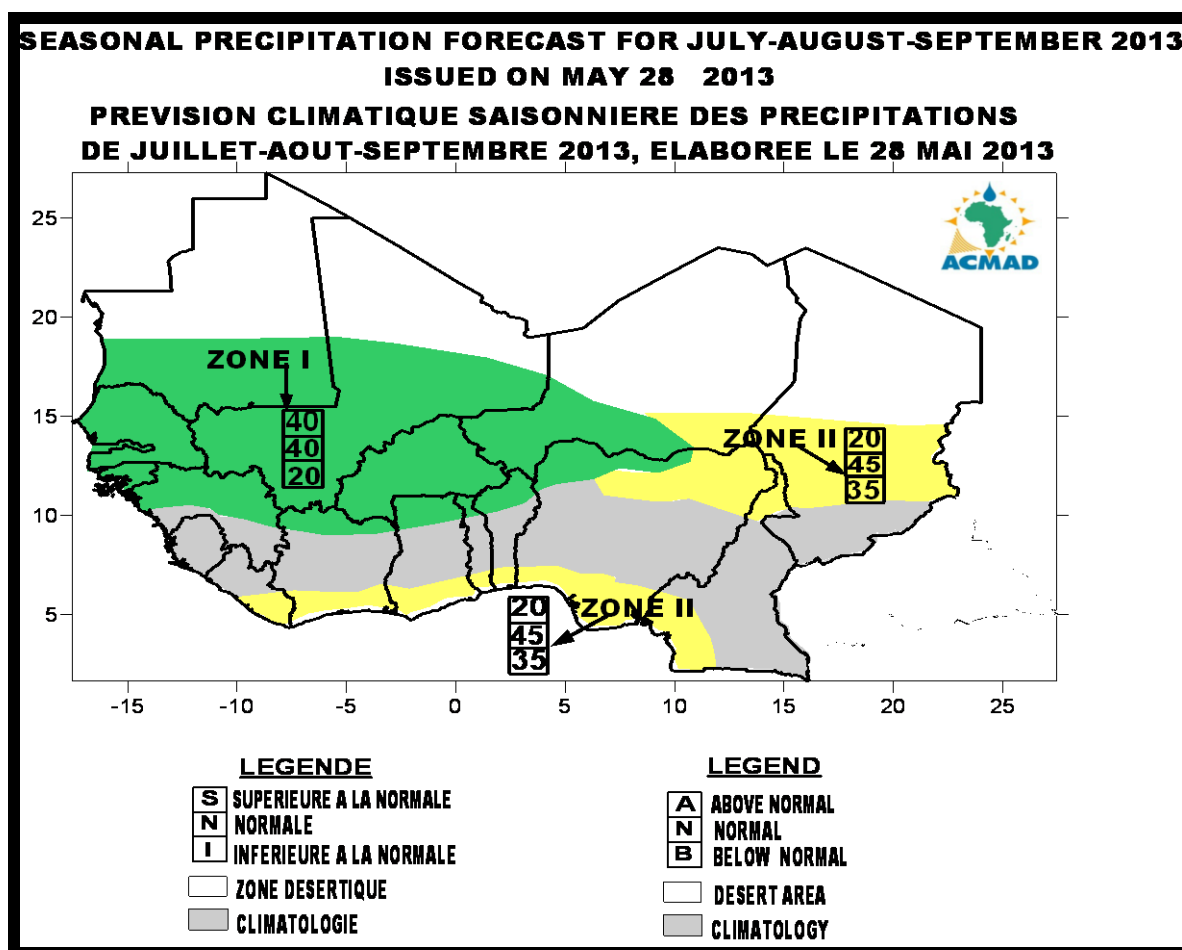 SEASONAL PRECIPITATION FORECAST FOR JULY-AUGUST-SEPTEMBER 2013
ISSUED ON MAY 28 2013
PREVISION CLIMATIQUE SAISONNIERE DES PRECIPITATIONS
DE JUILLET-AOUT-SEPTEMBRE 2013, ELABOREE LE 28 MAI 2013
25
20
15
10
5
ACMAD
ZONE I
40
40
20
ZONE II
20
45
35
ZONE II
20
45
35
-15 -10 -5 0 5 10 15 20 25
LEGENDE
S SUPERIEURE A LA NORMALE
N NORMALE
I INFERIEURE A LA NORMALE
ZONE DESERTIQUE
CLIMATOLOGIE
LEGEND
A ABOVE NORMAL
N NORMAL
B BELOW NORMAL
DESERT AREA
CLIMATOLOGY